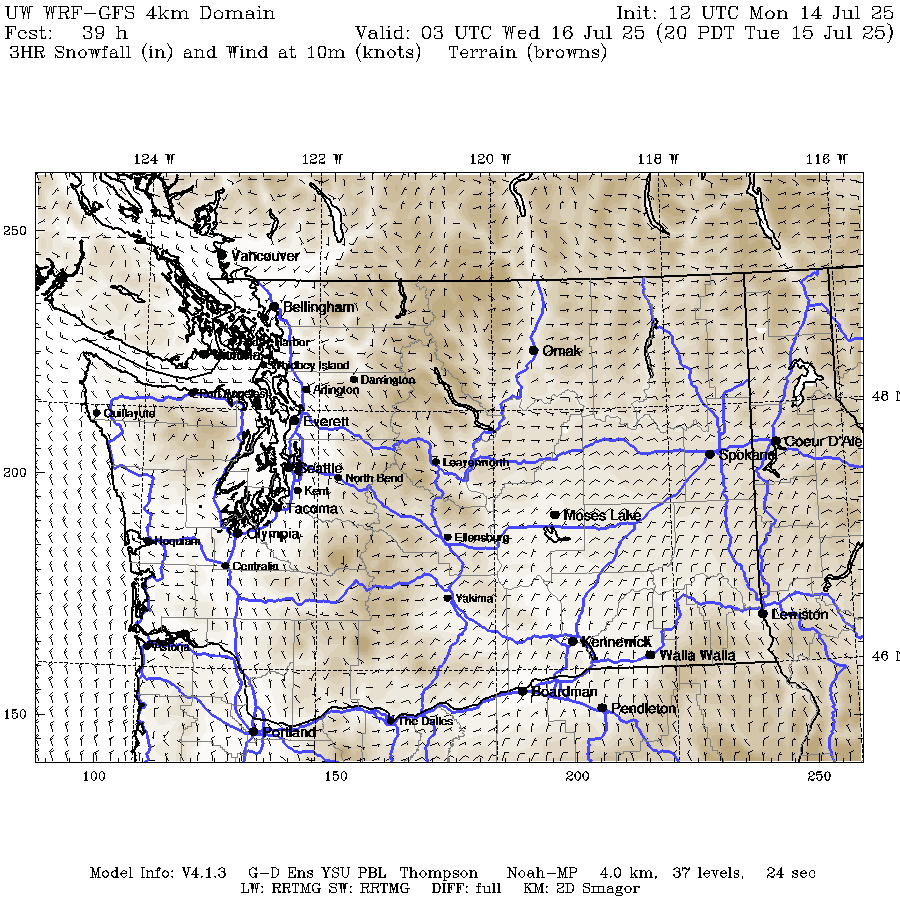 UW WRF-GFS 4km Domain Init: 12 UTC Mon 14 Jul 25
Fcst: 39 h Valid: 03 UTC Wed 16 Jul 25 (20 PDT Tue 15 Jul 25)
3HR Snowfall (in) and Wind at 10m (knots) Terrain (browns)
124 W 122 W 120 W 118 W 116 W
250
Vancouver
Bellingham
Harbor
Omak
Whidbey Island
Darrington
Arlington
Port Angeles
48 N
Quillayute
Everett
Coeur D'Ale
Spokane
Leavenworth
Seattle
200
North Bend
Kent
Tacoma
Moses Lake
Olympia
Ellensburg
Hoquiam
Centralia
Yakima
Lewiston
Kennewick
Astoria
Walla Walla
46 N
Boardman
Pendleton
150
The Dalles
Portland
100 150 200 250
Model Info: V4.1.3 G-D Ens YSU PBL Thompson Noah-MP 4.0 km, 37 levels, 24 sec
LW: RRTMG SW: RRTMG DIFF: full KM: 2D Smagor